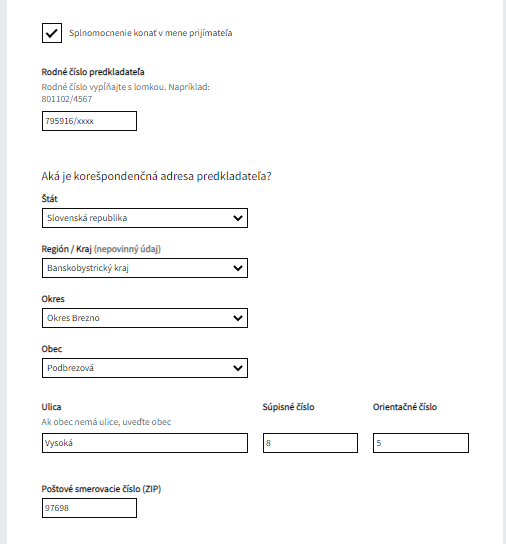 Splnomocnenie konať v mene prijímateľa
Rodné číslo predkladateľa
Rodné číslo vypĺňajte s lomkou. Napríklad:
801102/4567
795916/xxxx
Aká je korešpondenčná adresa predkladateľa?
Štát
Slovenská republika
Región / Kraj (nepovinný údaj)
Banskobystrický kraj
Okres
Okres Brezno
Obec
Podbrezová
Ulica Súpisné číslo Orientačné číslo
Ak obec nemá ulice, uveďte obec
Vysoká 8 5
Poštové smerovacie číslo (ZIP)
97698